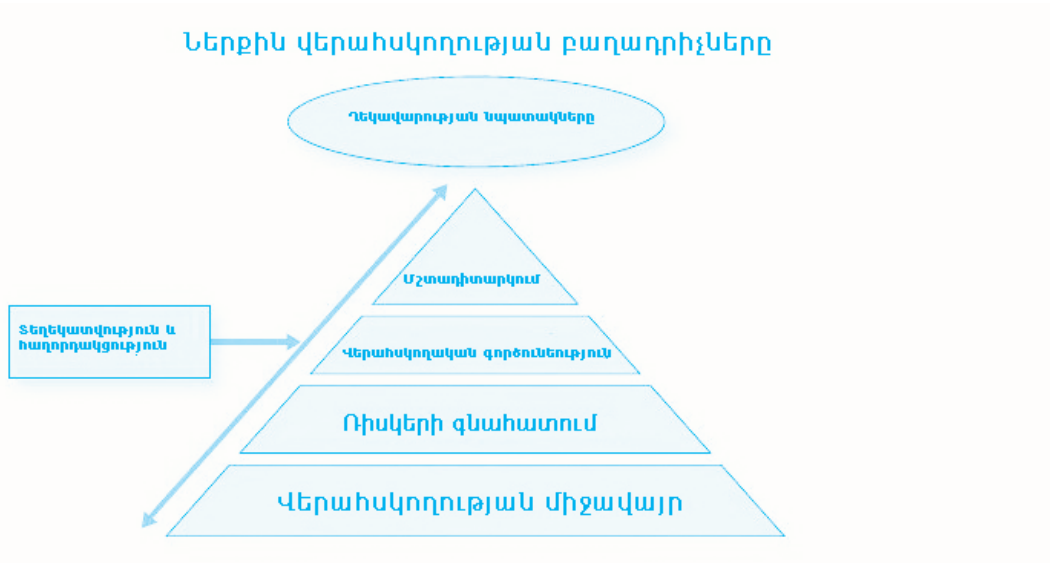 Ներքին վերահսկողության բաղադրիչները
Ղեկավարության նպատակները
Մշտադիտարկում
Տեղեկատվություն և
հաղորդակցություն
Վերահսկողական գործունեություն
Ռիսկերի գնահատում
Վերահսկողության միջավայր